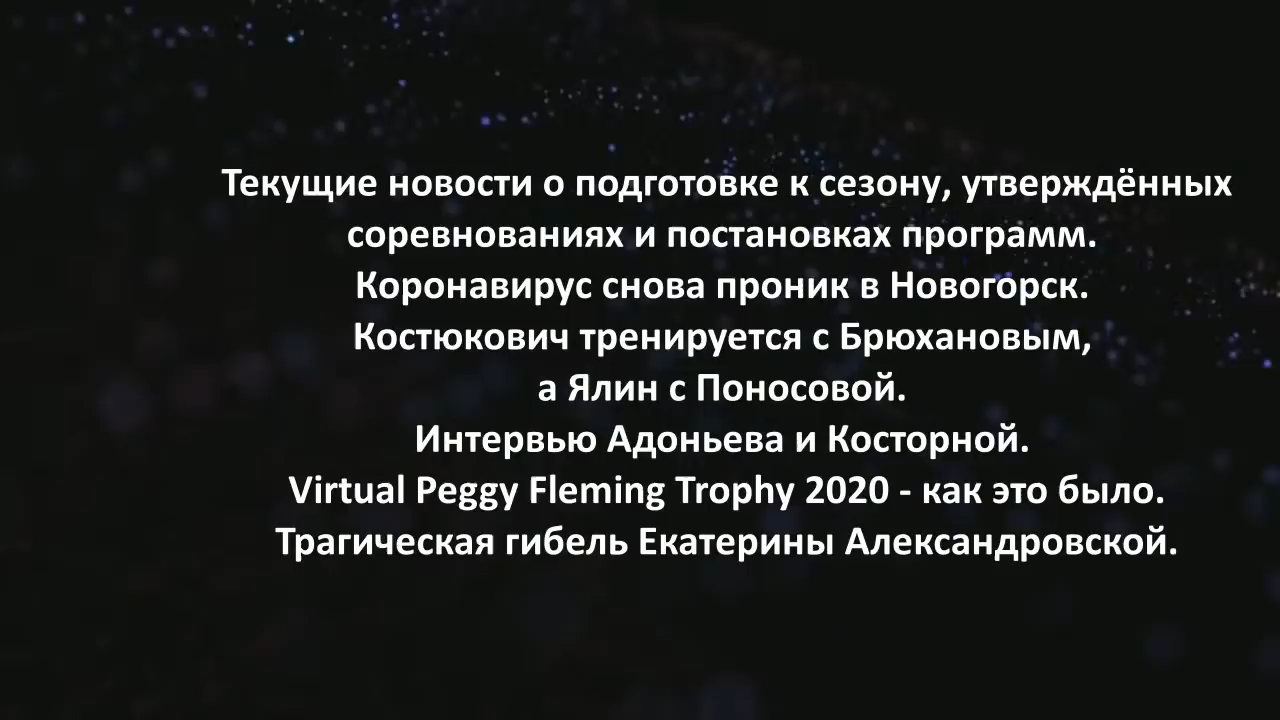 Текущие новости о подготовке к сезону, утверждённых
соревнованиях и постановках программ.
Коронавирус снова проник в Новогорск.
Костюкович тренируется с Брюхановым,
а Ялин с Поносовой.
Интервью Адоньева и Косторной.
Virtual Peggy Fleming Trophy 2020 - как это было.
Трагическая гибель Екатерины Александровской.